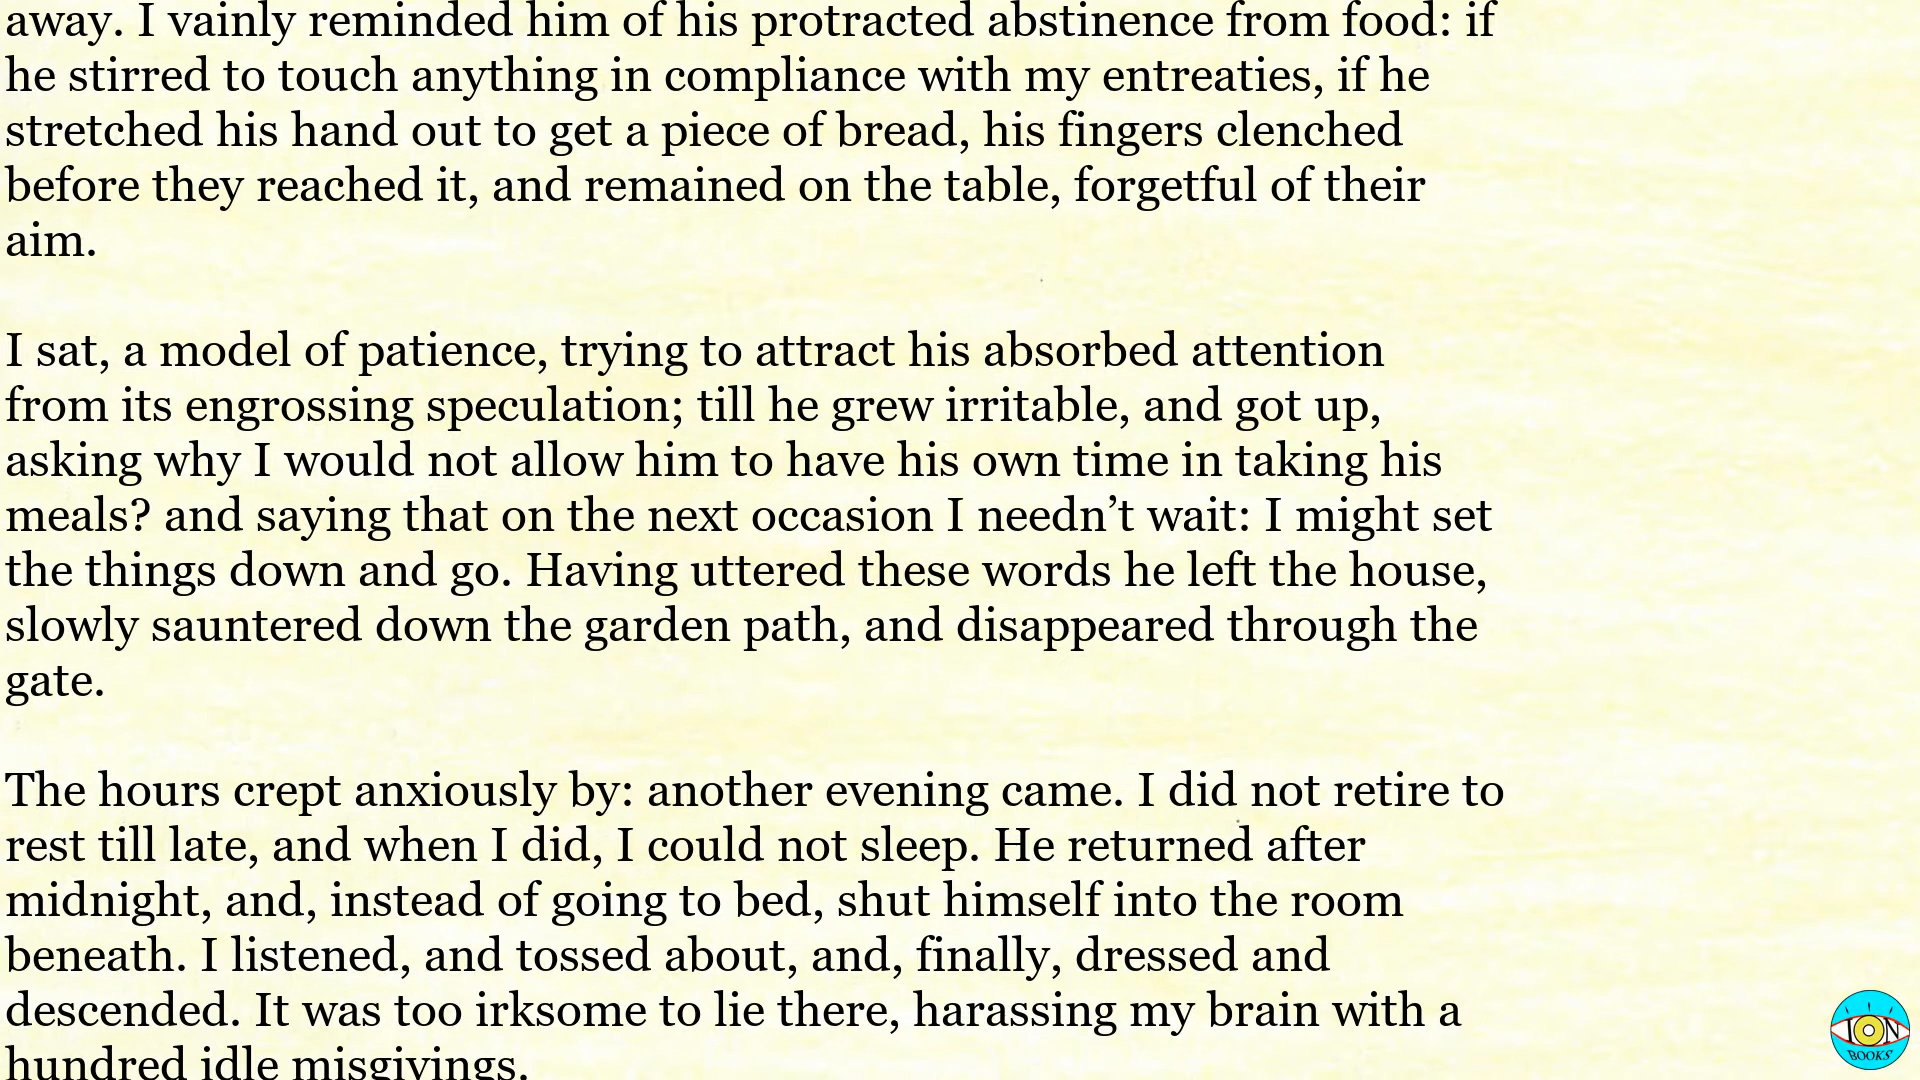 away. I vainly reminded him of his protracted abstinence from food: if
he stirred to touch anything in compliance with my entreaties, if he
stretched his hand out to get a piece of bread, his fingers clenched
before they reached it, and remained on the table, forgetful of their
aim.
I sat, a model of patience, trying to attract his absorbed attention
from its engrossing speculation; till he grew irritable, and got up,
asking why I would not allow him to have his own time in taking his
meals? and saying that on the next occasion I needn’t wait: I might set
the things down and go. Having uttered these words he left the house,
slowly sauntered down the garden path, and disappeared through the
gate.
The hours crept anxiously by: another evening came. I did not retire to
rest till late, and when I did, I could not sleep. He returned after
midnight, and, instead of going to bed, shut himself into the room
beneath. I listened, and tossed about, and, finally, dressed and
descended. It was too irksome to lie there, harassing my brain with a
hundred idle misgivings.
ION
BOOKS